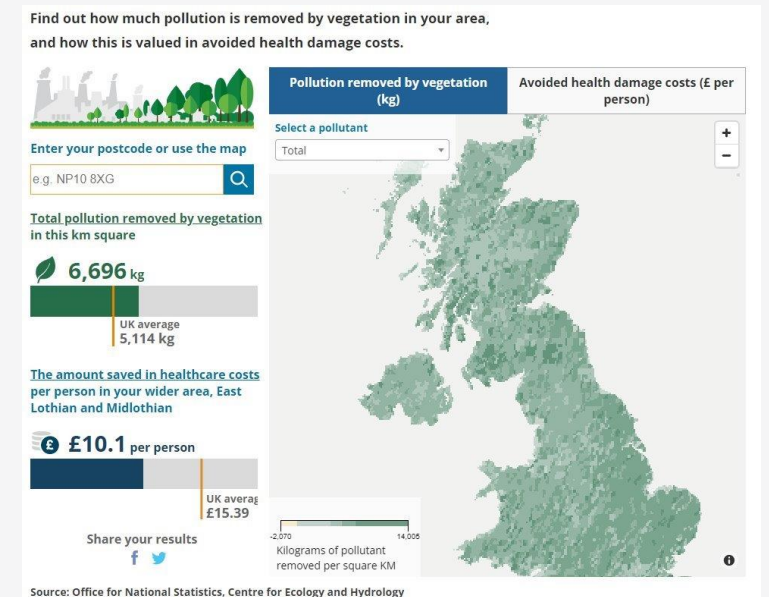 Find out how much pollution is removed by vegetation in your area,
and how this is valued in avoided health damage costs.
Pollution removed by vegetation
(kg)
Avoided health damage costs (£ per
person)
Select a pollutant
Total
+
−
Enter your postcode or use the map
e.g. NP10 8XG
Total pollution removed by vegetation
in this km square
6,696 kg
UK average
5,114 kg
The amount saved in healthcare costs
per person in your wider area, East
Lothian and Midlothian
£
£10.1 per person
UK averag
£15.39
Share your results
f
-2,070
14,005
Kilograms of pollutant
removed per square KM
i
Source: Office for National Statistics, Centre for Ecology and Hydrology